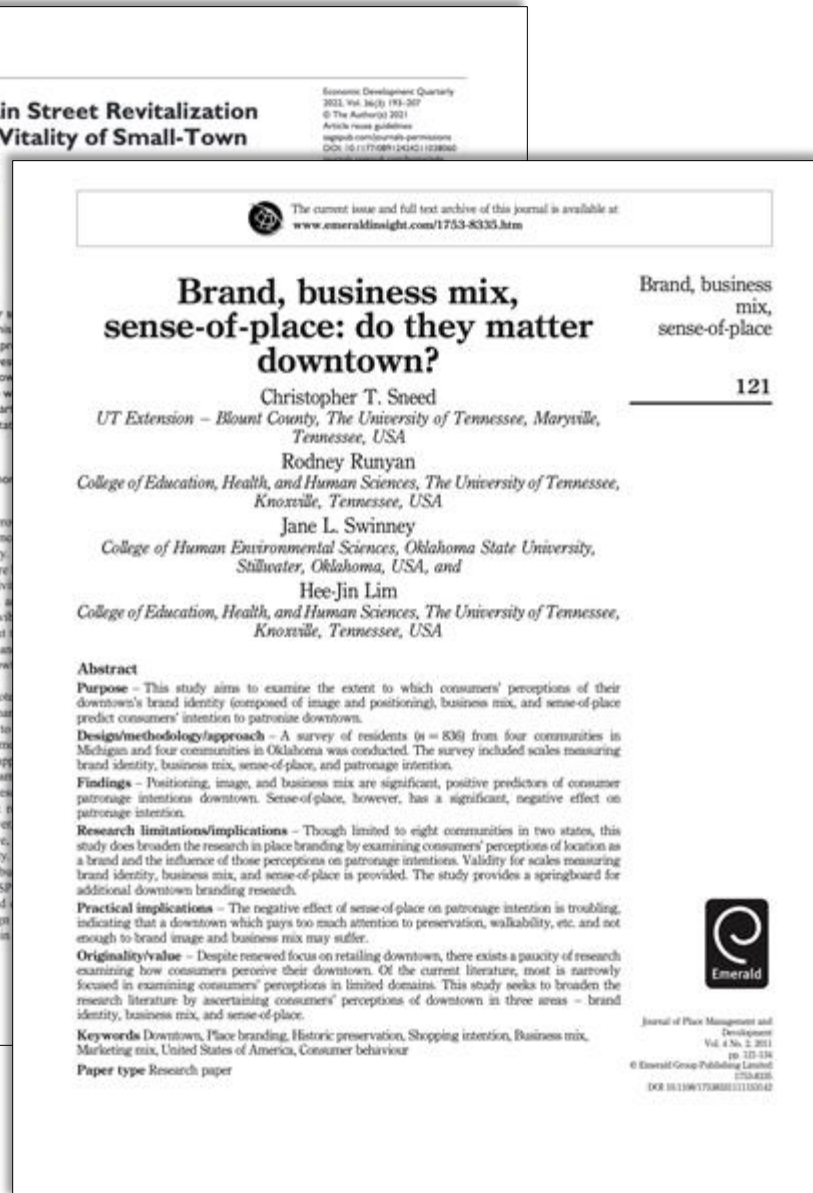 in Street Revitalization
Vitality of Small-Town
Economic Development Quarterly
2022, Vol. 36(3) 193–207
© The Author(s) 2021
Article reuse guidelines:
sagepub.com/journals-permissions
The current issue and full text archive of this journal is available at
www.emeraldinsight.com/1753-8335.htm
Brand, business mix,
sense-of-place: do they matter
downtown?
Brand, business
mix,
sense-of-place
121
Christopher T. Sneed
UT Extension – Blount County, The University of Tennessee, Maryville,
Tennessee, USA
Rodney Runyan
College of Education, Health, and Human Sciences, The University of Tennessee,
Knoxville, Tennessee, USA
Jane L. Swinney
College of Human Environmental Sciences, Oklahoma State University,
Stillwater, Oklahoma, USA, and
Hee-Jin Lim
College of Education, Health, and Human Sciences, The University of Tennessee,
Knoxville, Tennessee, USA
Abstract
Purpose – This study aims to examine the extent to which consumers' perceptions of their
downtown's brand identity (composed of image and positioning), business mix, and sense-of-place
predict consumers' intention to patronize downtown.
Design/methodology/approach – A survey of residents (n = 836) from four communities in
Michigan and four communities in Oklahoma was conducted. The survey included scales measuring
brand identity, business mix, sense-of-place, and patronage intention.
Findings – Positioning, image, and business mix are significant, positive predictors of consumer
patronage intentions downtown. Sense-of-place, however, has a significant, negative effect on
patronage intention.
Research limitations/implications – Though limited to eight communities in two states, this
study does broaden the research in place branding by examining consumers' perceptions of location as
a brand and the influence of those perceptions on patronage intentions. Validity for scales measuring
brand identity, business mix, and sense-of-place is provided. The study provides a springboard for
additional downtown branding research.
Practical implications – The negative effect of sense-of-place on patronage intention is troubling,
indicating that a downtown which pays too much attention to preservation, walkability, etc. and not
enough to brand image and business mix may suffer.
Originality/value – Despite renewed focus on retailing downtown, there exists a paucity of research
examining how consumers perceive their downtown. Of the current literature, most is narrowly
focused in examining consumers' perceptions in limited domains. This study seeks to broaden the
research literature by ascertaining consumers' perceptions of downtown in three areas – brand
identity, business mix, and sense-of-place.
Keywords Downtown, Place branding, Historic preservation, Shopping intention, Business mix,
Marketing mix, United States of America, Consumer behaviour
Paper type Research paper
Emerald
Journal of Place Management and
Development
Vol. 4 No. 2, 2011
pp. 121-134
© Emerald Group Publishing Limited
1753-8335